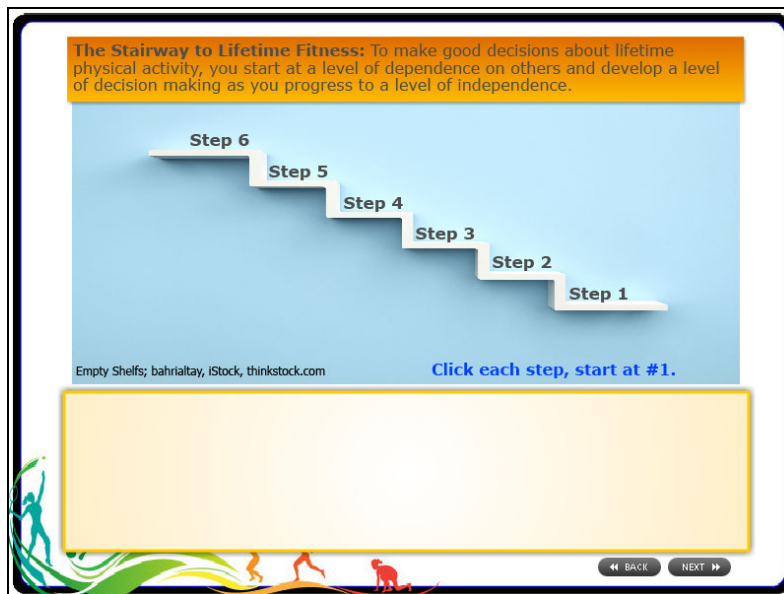 The Stairway to Lifetime Fitness: To make good decisions about lifetime
physical activity, you start at a level of dependence on others and develop a level
of decision making as you progress to a level of independence.
Step 6
Step 5
Step 4
Step 3
Step 2
Step 1
Empty Shelfs; bahrialtay, iStock, thinkstock.com
Click each step, start at #1.
BACK
NEXT